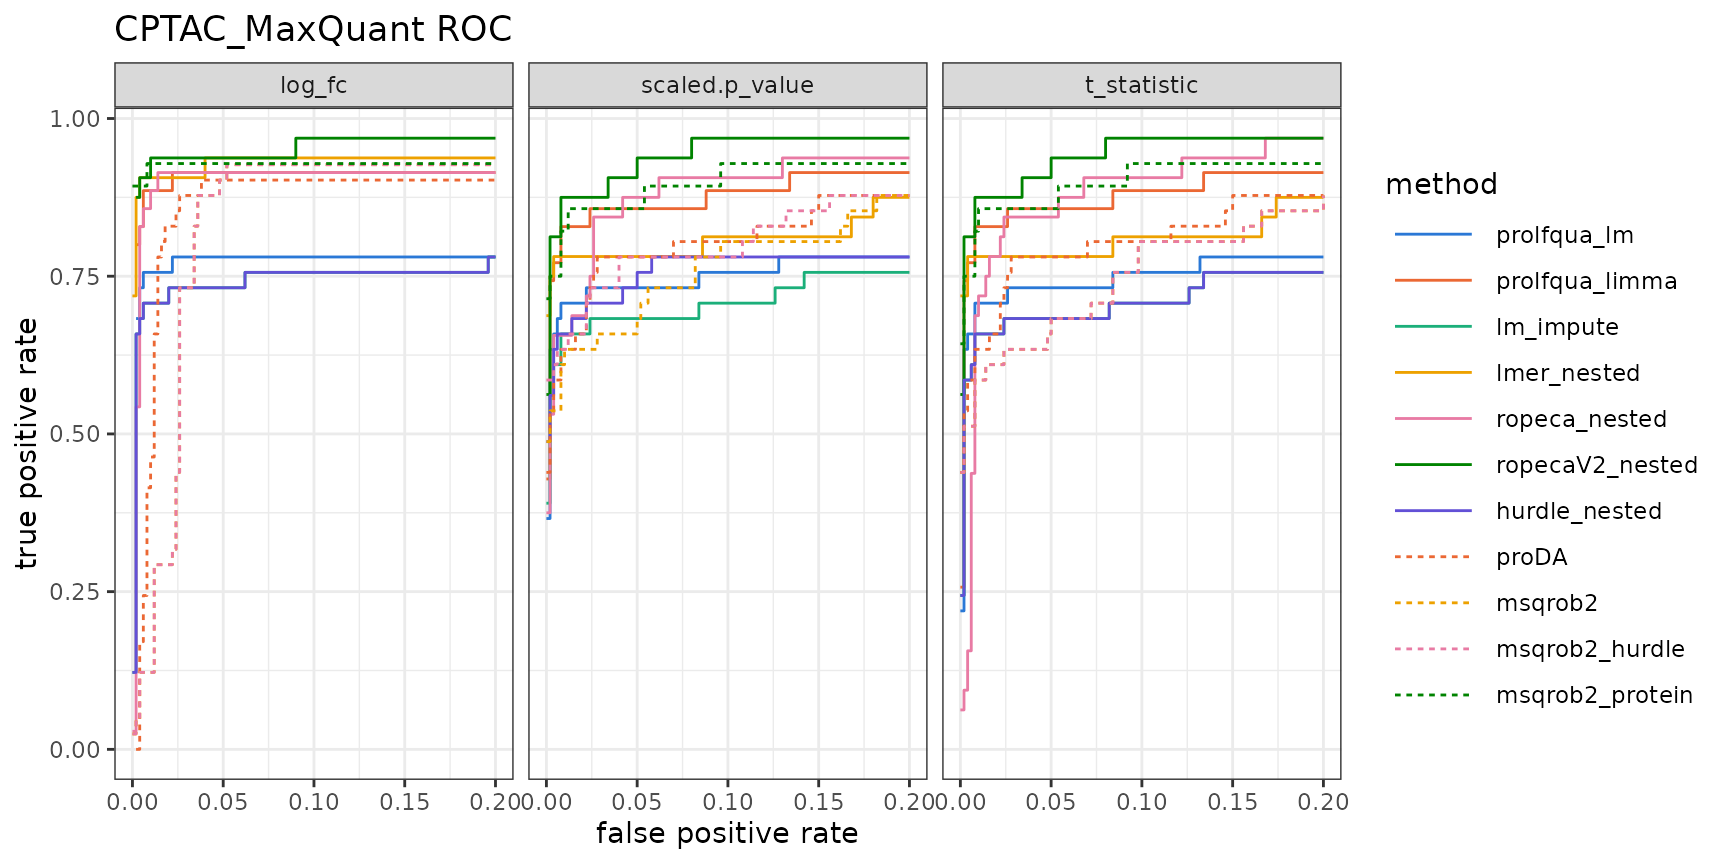 CPTAC_MaxQuant ROC
log_fc
scaled.p_value
t_statistic
true positive rate
1.00
0.75
0.50
0.25
0.00
0.00 0.05 0.10 0.15 0.20
0.00 0.05 0.10 0.15 0.20
0.00 0.05 0.10 0.15 0.20
false positive rate
method
prolfqua_lm
prolfqua_limma
lm_impute
lmer_nested
ropeca_nested
ropecaV2_nested
hurdle_nested
proDA
msqrob2
msqrob2_hurdle
msqrob2_protein